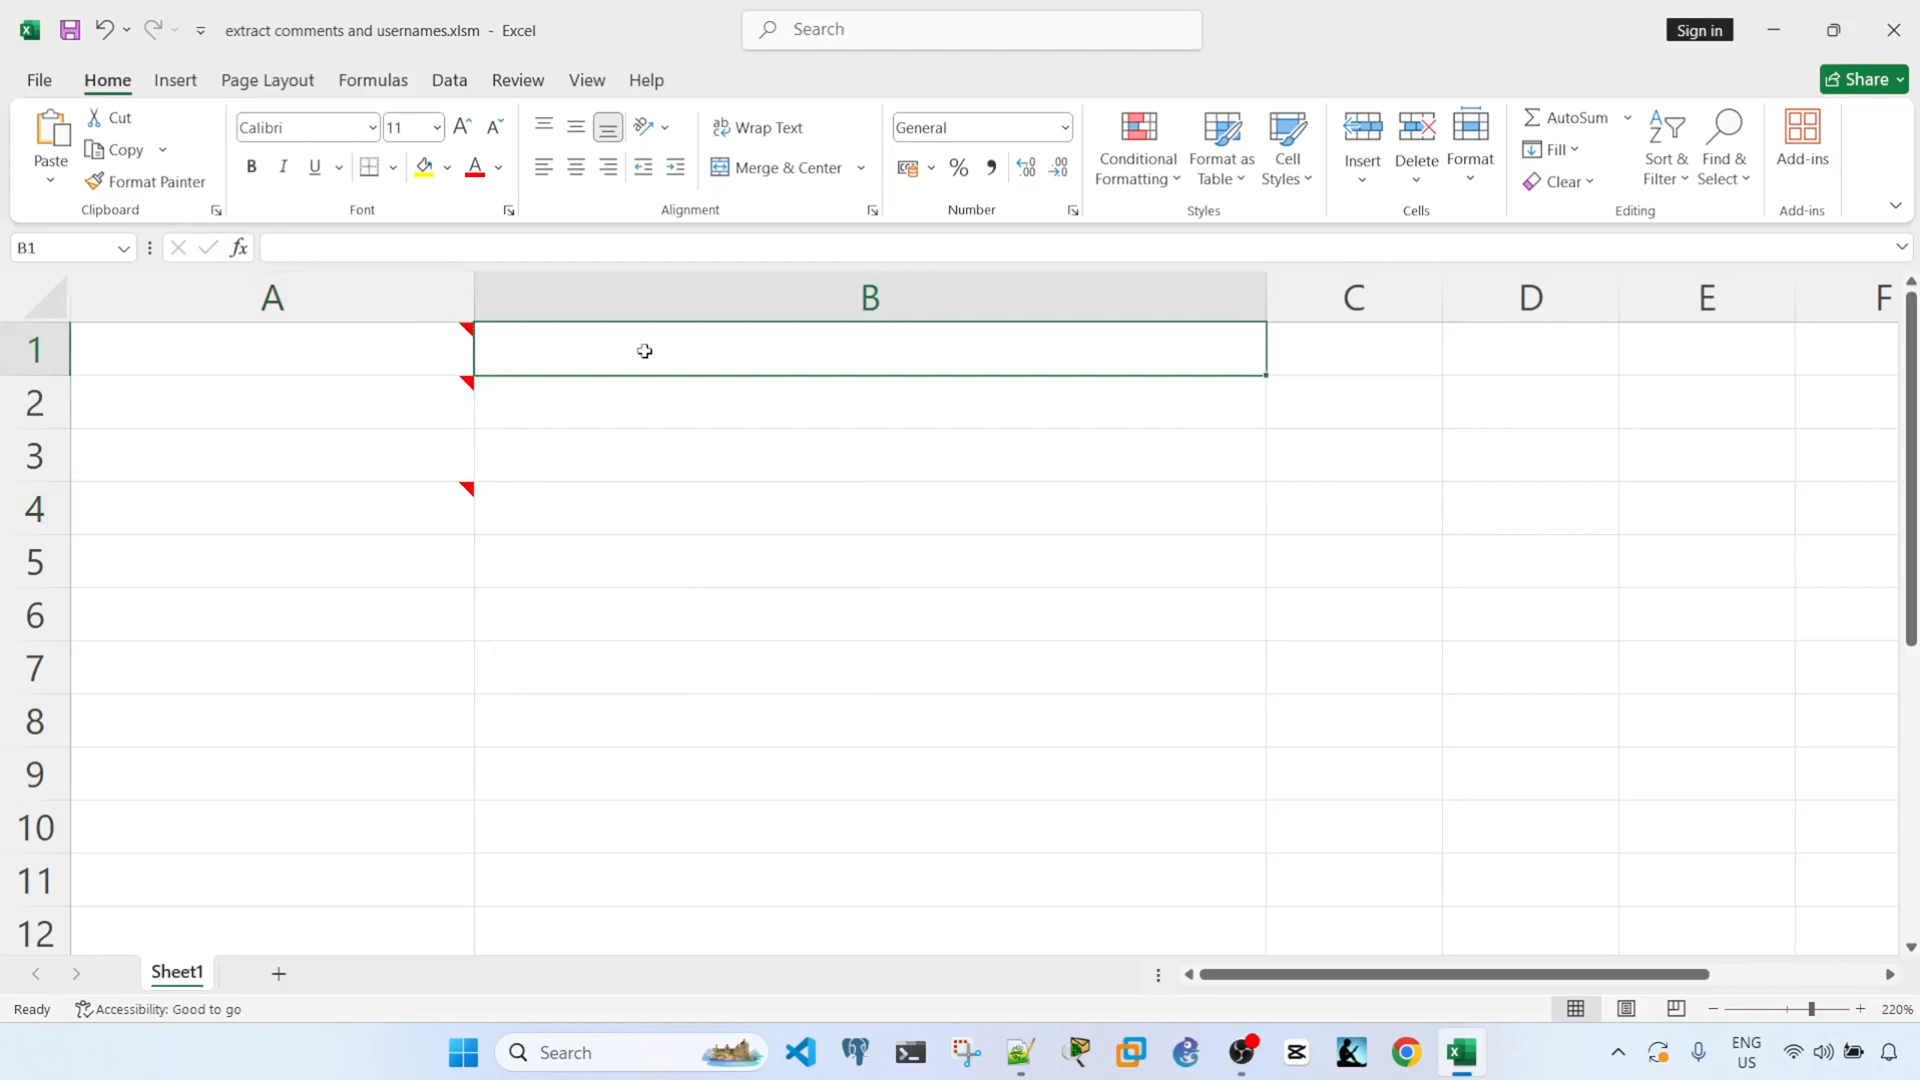 extract comments and usernames.xlsm - Excel
Search
Sign in
File Home Insert Page Layout Formulas Data Review View Help
Share
Paste
Cut
Copy
Format Painter
Clipboard
Calibri 11
B I U
Font
Wrap Text
Merge & Center
Alignment
General
Number
Conditional Formatting
Format as Table
Cell Styles
Styles
Insert
Delete
Format
Cells
AutoSum
Fill
Clear
Sort & Filter
Find & Select
Editing
Add-ins
Add-ins
B1
fx
A B C D E F
1
2
3
4
5
6
7
8
9
10
11
12
Sheet1
Ready
Accessibility: Good to go
220%
Search
ENG
US